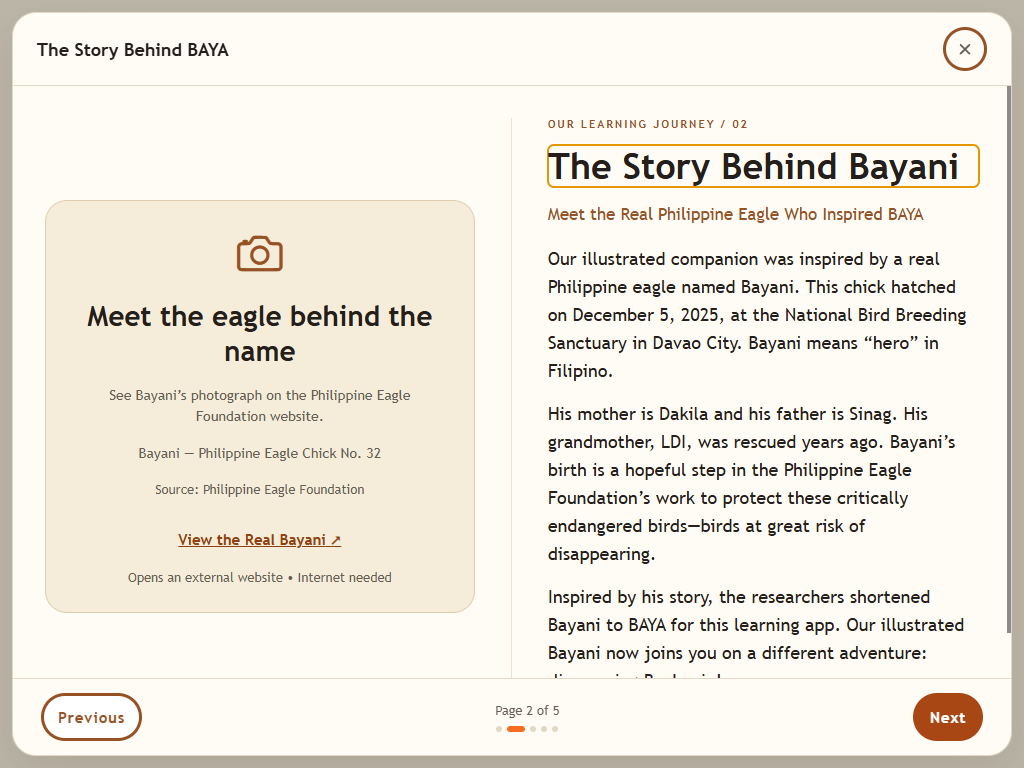 The Story Behind BAYA
Meet the eagle behind the
name
See Bayani’s photograph on the Philippine Eagle
Foundation website.
Bayani — Philippine Eagle Chick No. 32
Source: Philippine Eagle Foundation
View the Real Bayani ↗
Opens an external website • Internet needed
OUR LEARNING JOURNEY / 02
The Story Behind Bayani
Meet the Real Philippine Eagle Who Inspired BAYA
Our illustrated companion was inspired by a real
Philippine eagle named Bayani. This chick hatched
on December 5, 2025, at the National Bird Breeding
Sanctuary in Davao City. Bayani means “hero” in
Filipino.
His mother is Dakila and his father is Sinag. His
grandmother, LDI, was rescued years ago. Bayani’s
birth is a hopeful step in the Philippine Eagle
Foundation’s work to protect these critically
endangered birds—birds at great risk of
disappearing.
Inspired by his story, the researchers shortened
Bayani to BAYA for this learning app. Our illustrated
Bayani now joins you on a different adventure:
Previous
Page 2 of 5
Next